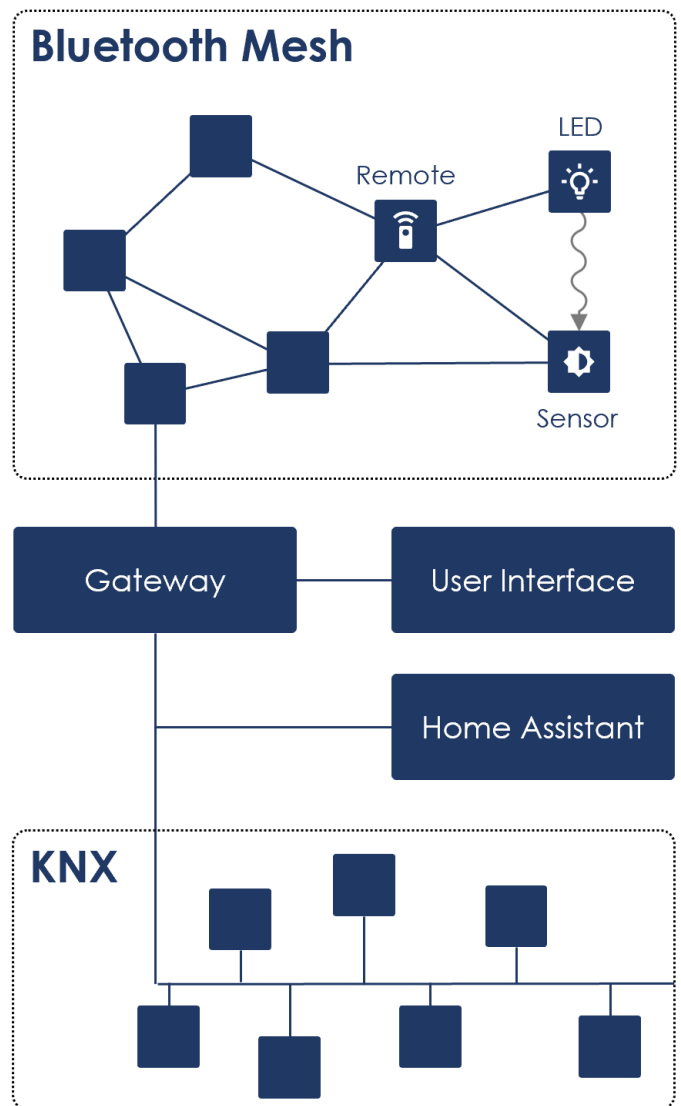 Bluetooth Mesh
LED
Remote
Sensor
Gateway
User Interface
Home Assistant
KNX